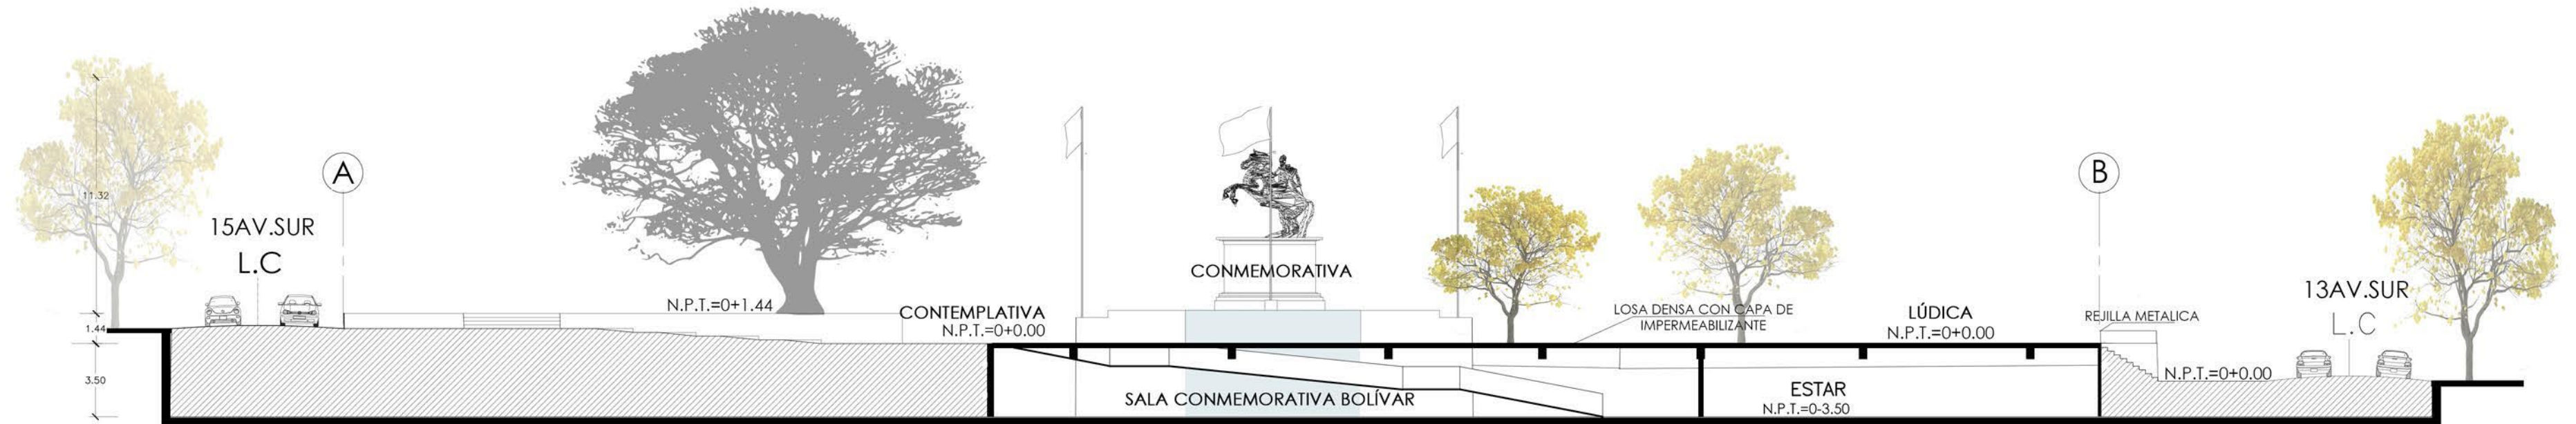 A
B
11.32
15AV.SUR
L.C
1.44
3.50
N.P.T.=0+1.44
CONTEMPLATIVA
N.P.T.=0+0.00
CONMEMORATIVA
SALA CONMEMORATIVA BOLÍVAR
LOSA DENSA CON CAPA DE
IMPERMEABILIZANTE
LÚDICA
N.P.T.=0+0.00
ESTAR
N.P.T.=0-3.50
REJILLA METALICA
N.P.T.=0+0.00
13AV.SUR
L.C